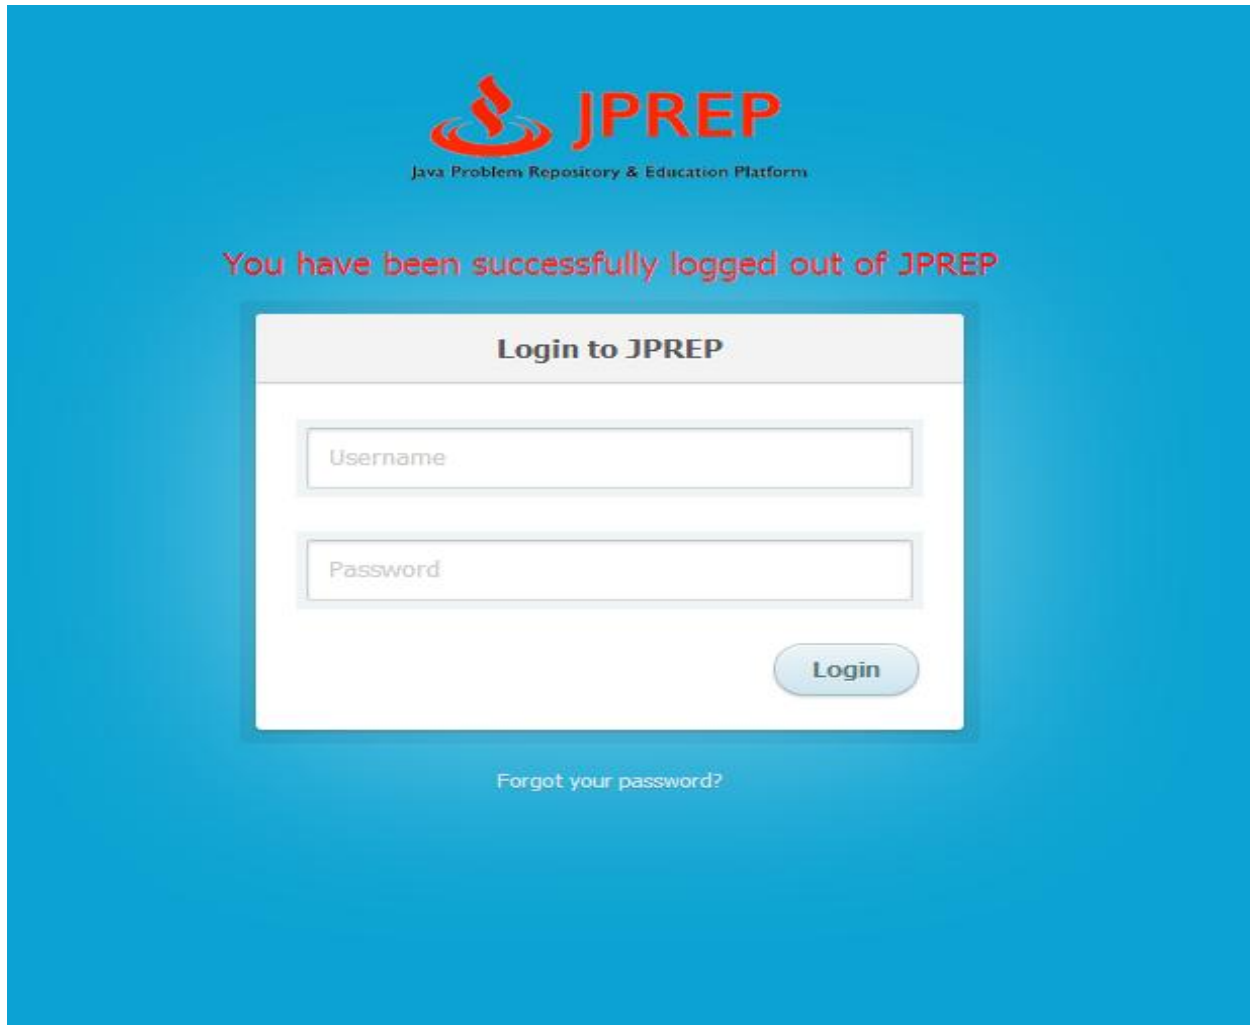 JPREP
Java Problem Repository & Education Platform
You have been successfully logged out of JPREP
Login to JPREP
Username
Password
Login
Forgot your password?